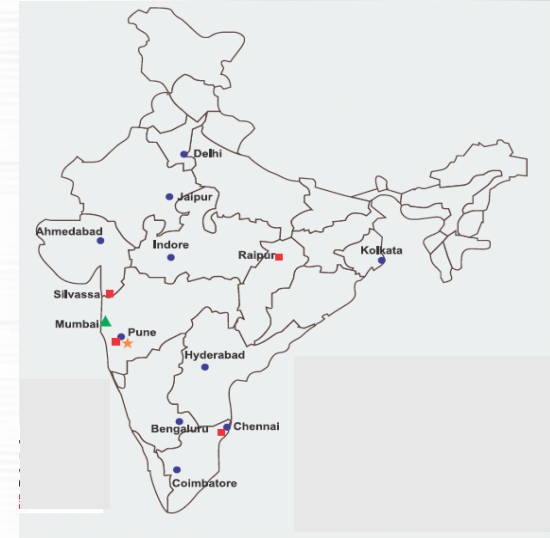 Delhi
Jaipur
Ahmedabad
Indore
Raipur
Kolkata
Silvassa
Mumbai
Pune
Hyderabad
Bengaluru
Chennai
Coimbatore